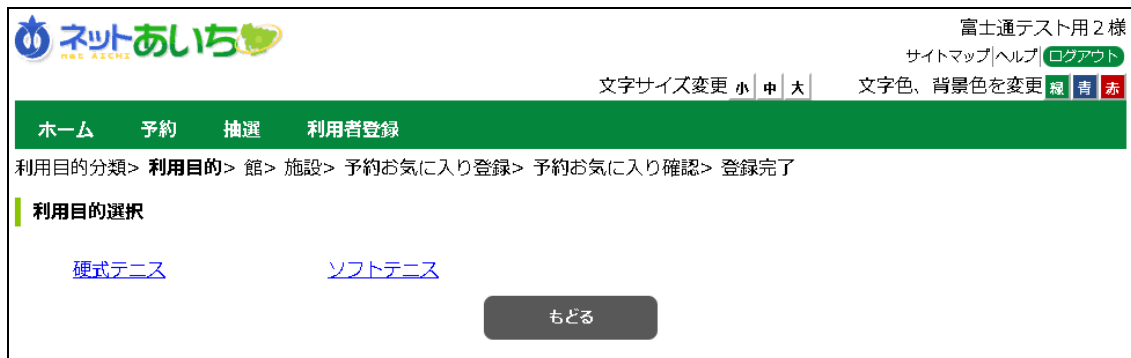 ネットあいち
net AICHI
富士通テスト用2様
サイトマップ|ヘルプ|ログアウト
文字サイズ変更 小 中 大 文字色、背景色を変更 緑 青 赤
ホーム 予約 抽選 利用者登録
利用目的分類> 利用目的> 館> 施設> 予約お気に入り登録> 予約お気に入り確認> 登録完了
利用目的選択
硬式テニス ソフトテニス
もどる